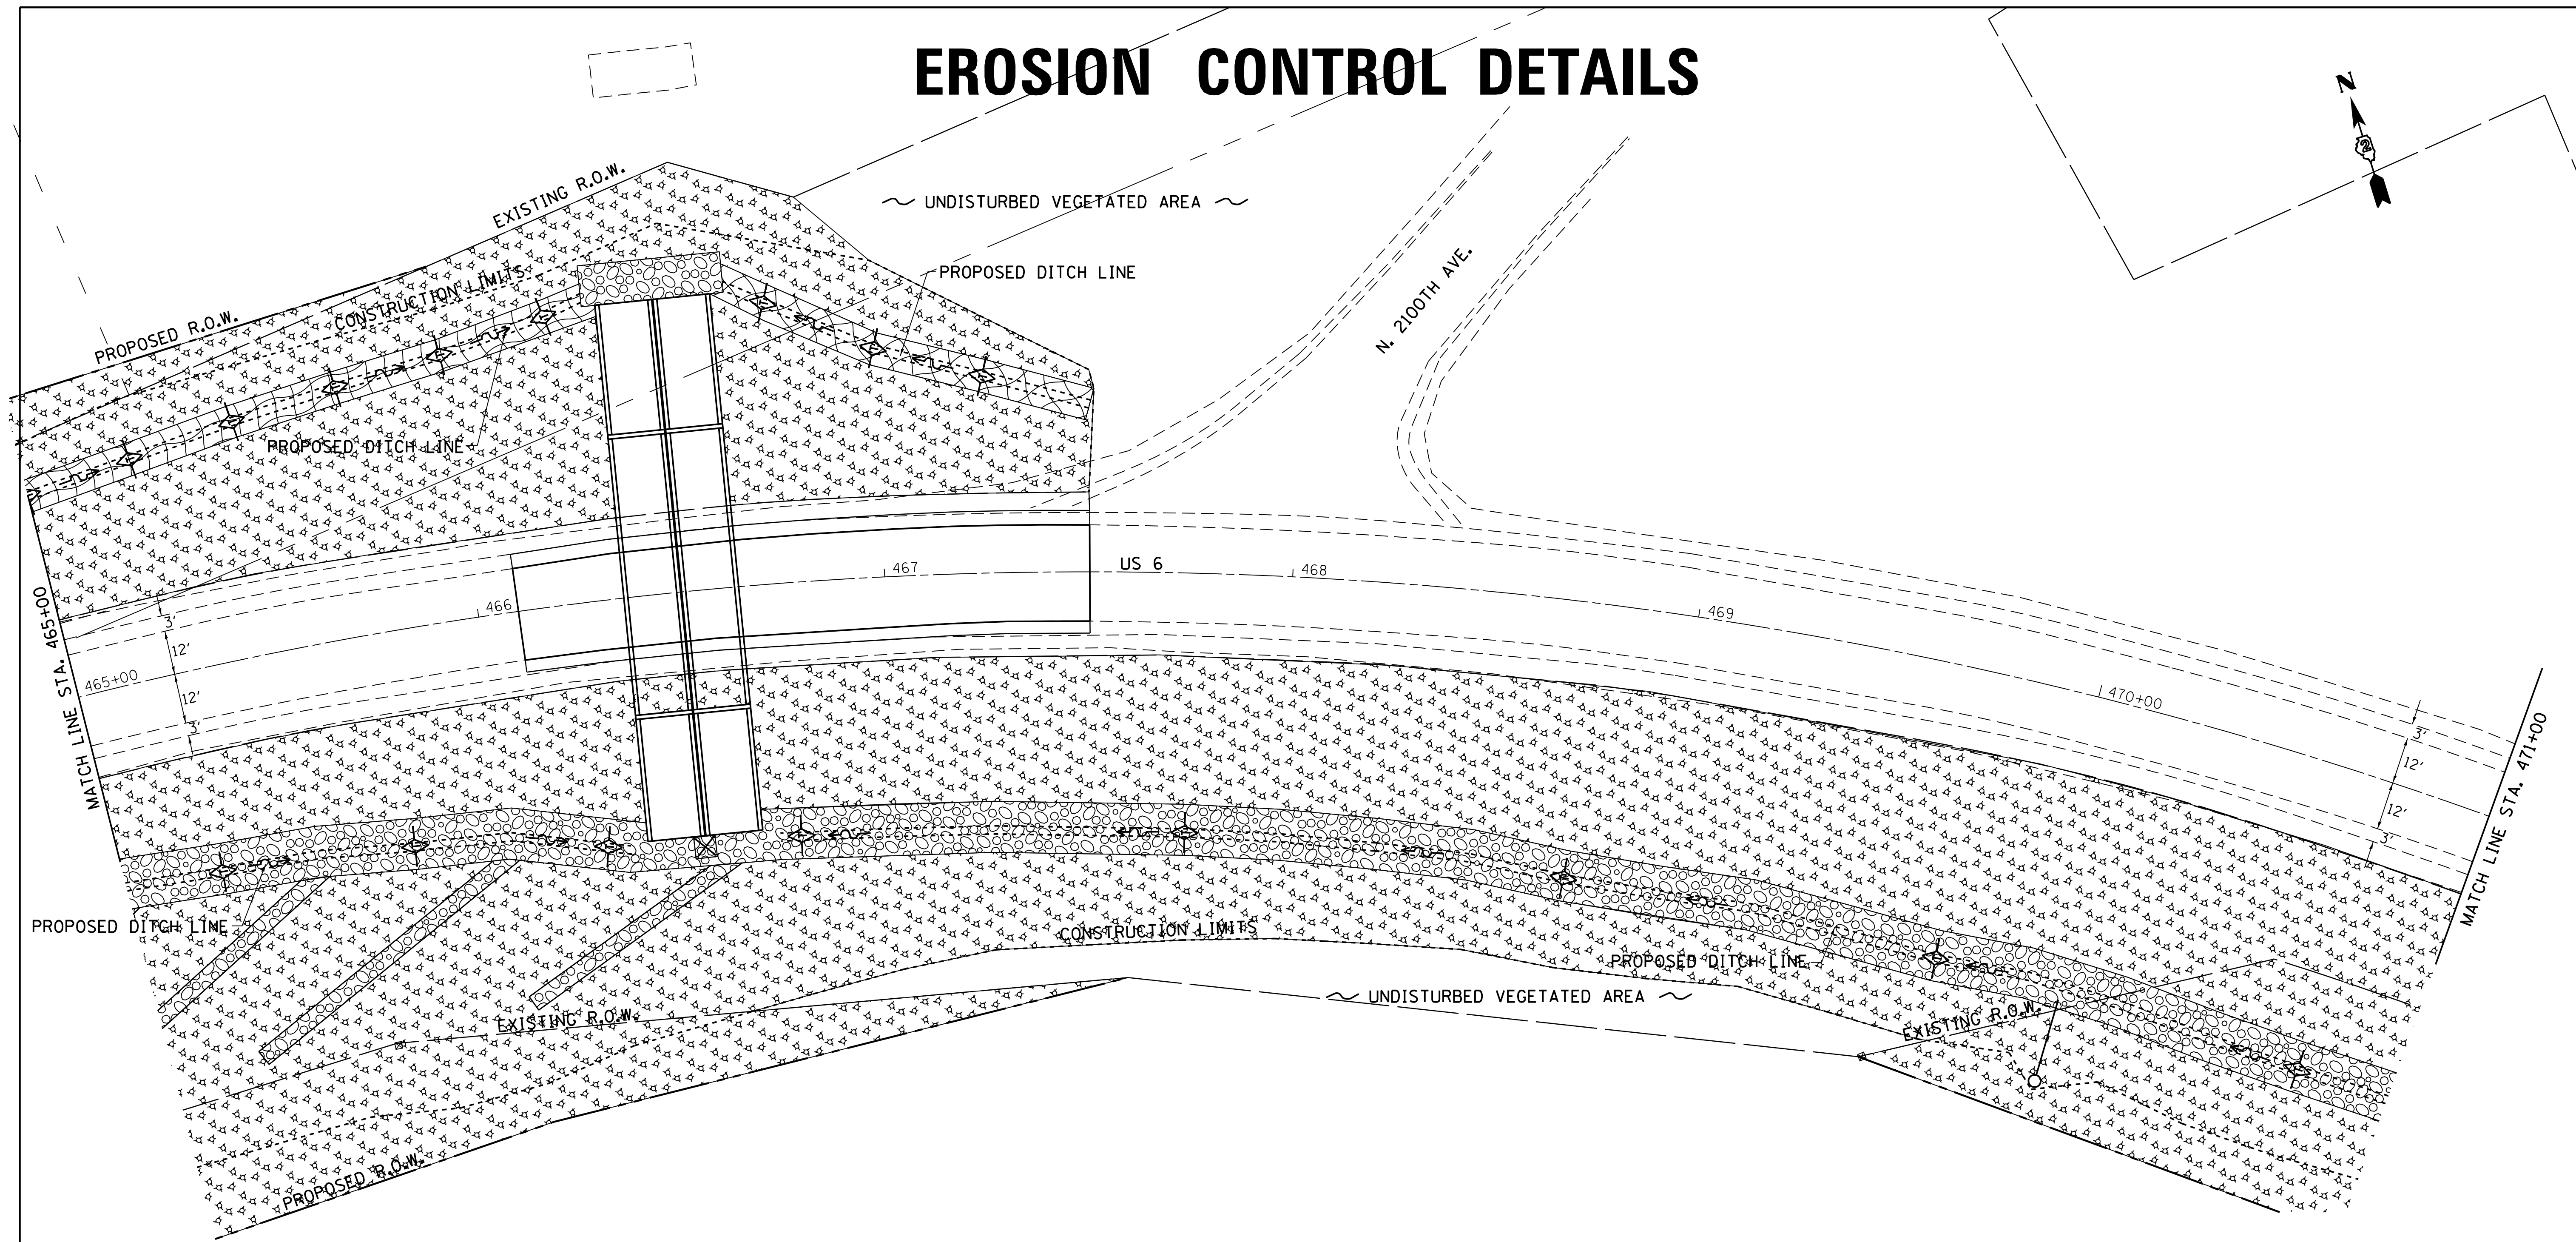 EROSION CONTROL DETAILS
N
2
EXISTING R.O.W.
UNDISTURBED VEGETATED AREA
PROPOSED DITCH LINE
CONSTRUCTION LIMITS
N. 2100TH AVE.
PROPOSED R.O.W.
PROPOSED DITCH LINE
US 6
467
468
466
469
465+00
470+00
3'
12'
12'
3'
3'
12'
12'
3'
MATCH LINE STA. 465+00
MATCH LINE STA. 471+00
PROPOSED DITCH LINE
CONSTRUCTION LIMITS
PROPOSED DITCH LINE
UNDISTURBED VEGETATED AREA
EXISTING R.O.W.
EXISTING R.O.W.
PROPOSED R.O.W.